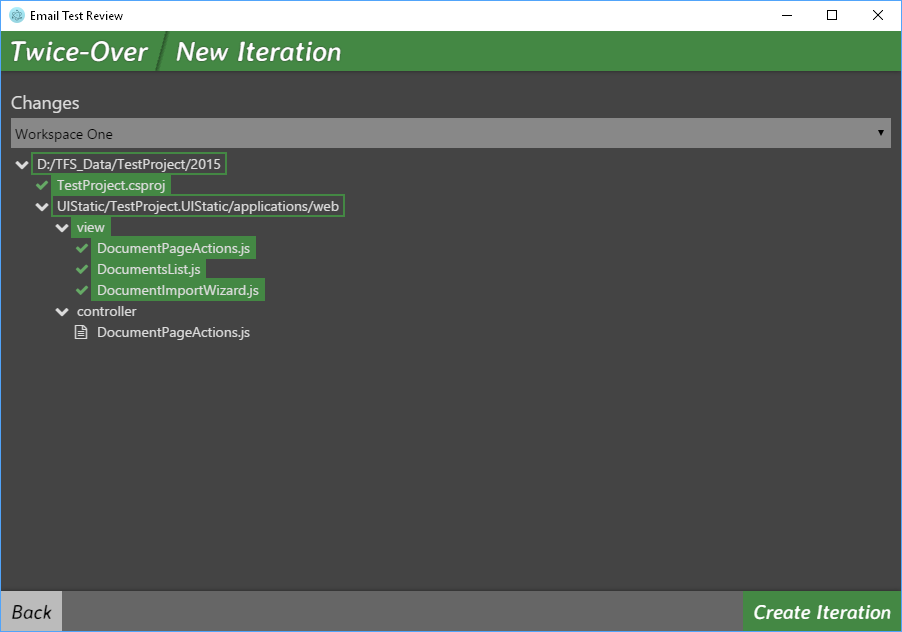 Email Test Review
Twice-Over / New Iteration
Changes
Workspace One
D:/TFS_Data/TestProject/2015
TestProject.csproj
UIStatic/TestProject.UIStatic/applications/web
view
DocumentPageActions.js
DocumentsList.js
DocumentImportWizard.js
controller
DocumentPageActions.js
Back
Create Iteration